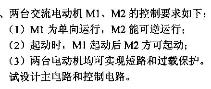 、两台交流电动机 M1、M2 的控制要求如下：
（1）M1 为单向运行，M2 能可逆运行；
（2）起动时，M1 起动后 M2 方可起动；
（3）两台电动机均可实现短路和过载保护。
试设计主电路和控制电路。